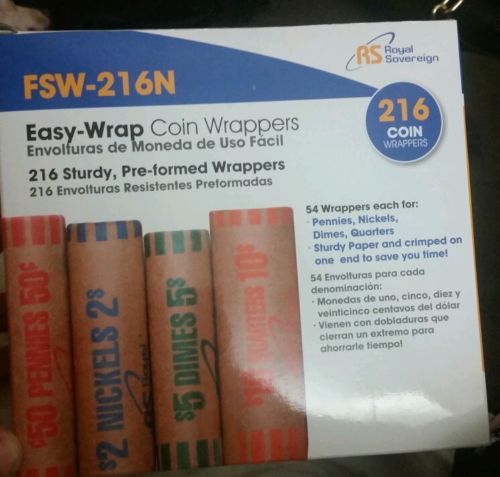 RS Royal
Sovereign
FSW-216N
216
COIN
WRAPPERS
Easy-Wrap Coin Wrappers
Envolturas de Moneda de Uso Fácil
216 Sturdy, Pre-formed Wrappers
216 Envolturas Resistentes Preformadas
54 Wrappers each for:
· Pennies, Nickels,
Dimes, Quarters
· Sturdy Paper and crimped on
one end to save you time!
54 Envolturas para cada
denominación:
· Monedas de uno, cinco, diez y
veinticinco centavos del dólar
· Vienen con dobladuras que
cierran un extremo para
ahorrarle tiempo!
$50 PENNIES 50¢
$2 NICKELS 2$
RS Royal
$5 DIMES 5$
QUARTERS 10$